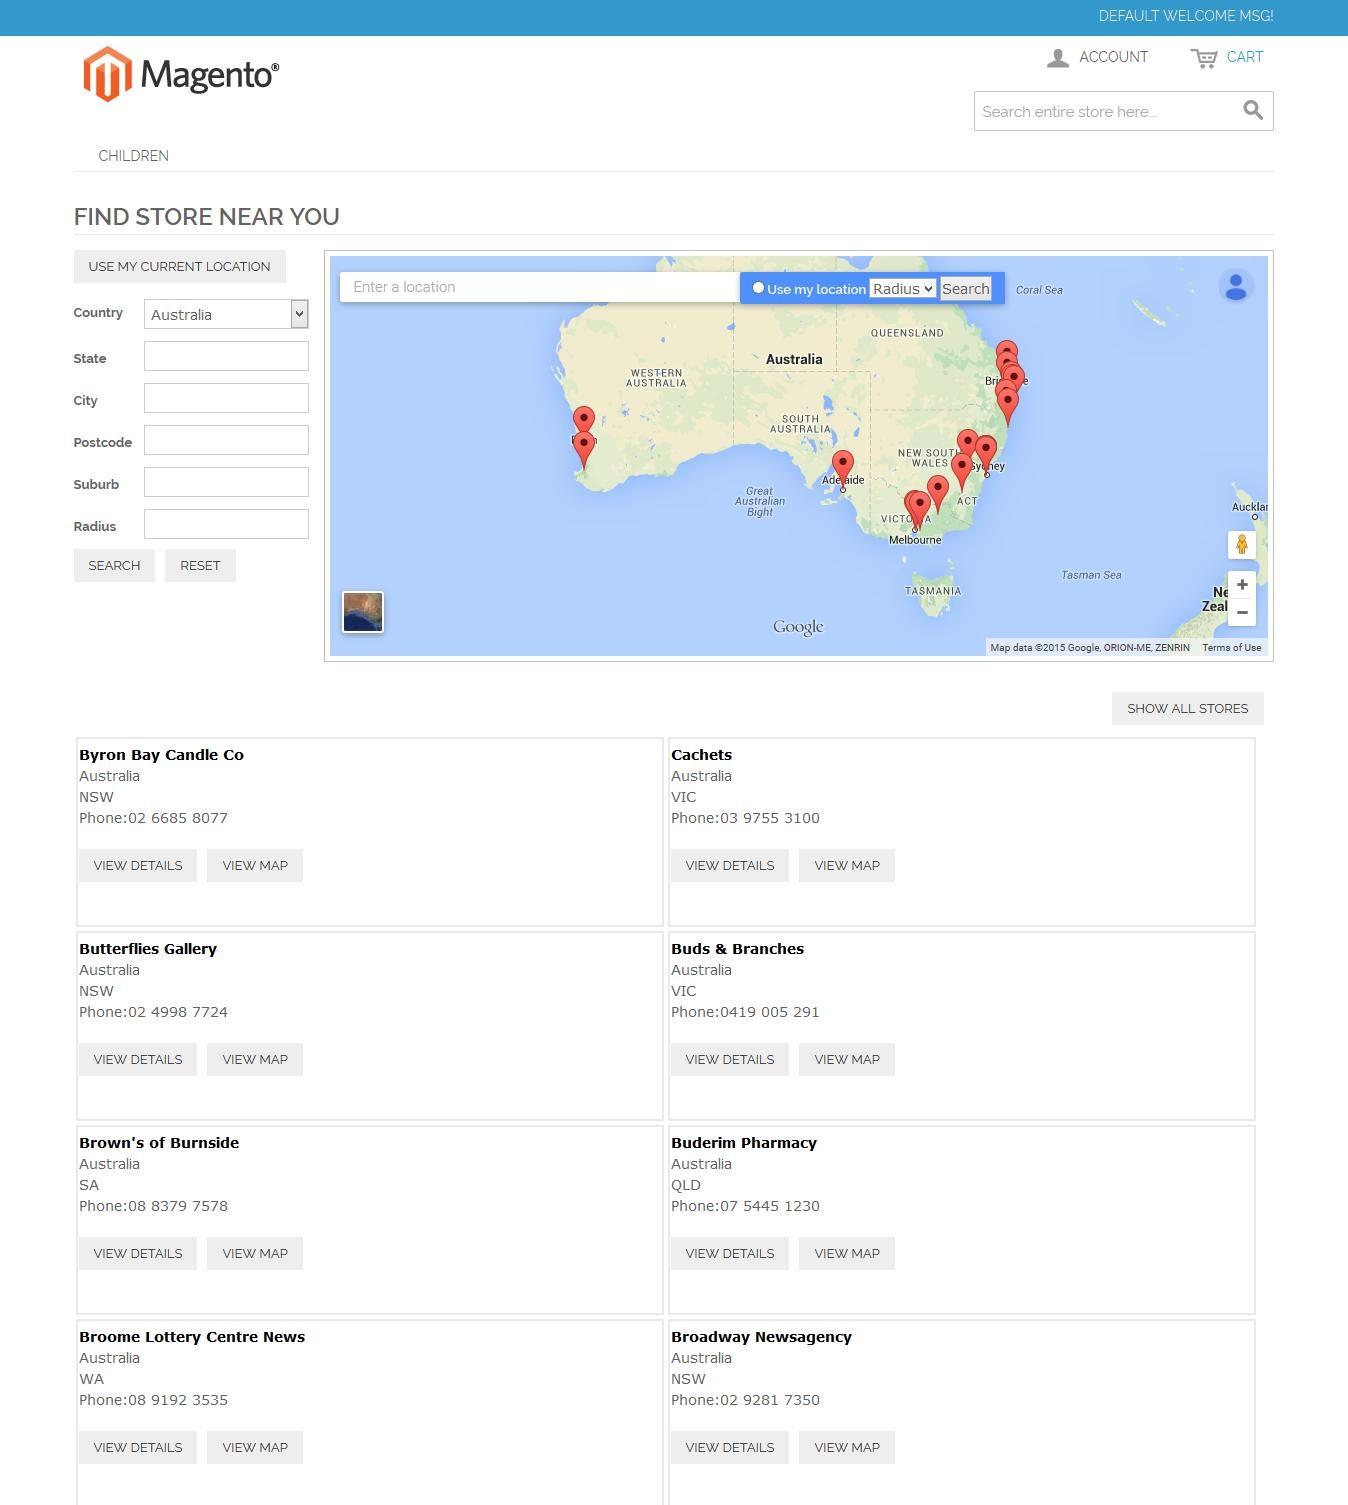 DEFAULT WELCOME MSG!
Magento®
ACCOUNT
CART
Search entire store here...
CHILDREN
FIND STORE NEAR YOU
USE MY CURRENT LOCATION
Country
Australia
State
City
Postcode
Suburb
Radius
SEARCH
RESET
Enter a location
Use my location
Radius
Search
Coral Sea
QUEENSLAND
Australia
WESTERN
AUSTRALIA
SOUTH
AUSTRALIA
NEW SOUTH
WALES
Sydney
Adelaide
Great
Australian
Bight
ACT
VICTORIA
Melbourne
TASMANIA
Tasman Sea
Google
Map data ©2015 Google, ORION-ME, ZENRIN
Terms of Use
SHOW ALL STORES
Byron Bay Candle Co
Australia
NSW
Phone:02 6685 8077
VIEW DETAILS
VIEW MAP
Cachets
Australia
VIC
Phone:03 9755 3100
VIEW DETAILS
VIEW MAP
Butterflies Gallery
Australia
NSW
Phone:02 4998 7724
VIEW DETAILS
VIEW MAP
Buds & Branches
Australia
VIC
Phone:0419 005 291
VIEW DETAILS
VIEW MAP
Brown's of Burnside
Australia
SA
Phone:08 8379 7578
VIEW DETAILS
VIEW MAP
Buderim Pharmacy
Australia
QLD
Phone:07 5445 1230
VIEW DETAILS
VIEW MAP
Broome Lottery Centre News
Australia
WA
Phone:08 9192 3535
VIEW DETAILS
VIEW MAP
Broadway Newsagency
Australia
NSW
Phone:02 9281 7350
VIEW DETAILS
VIEW MAP